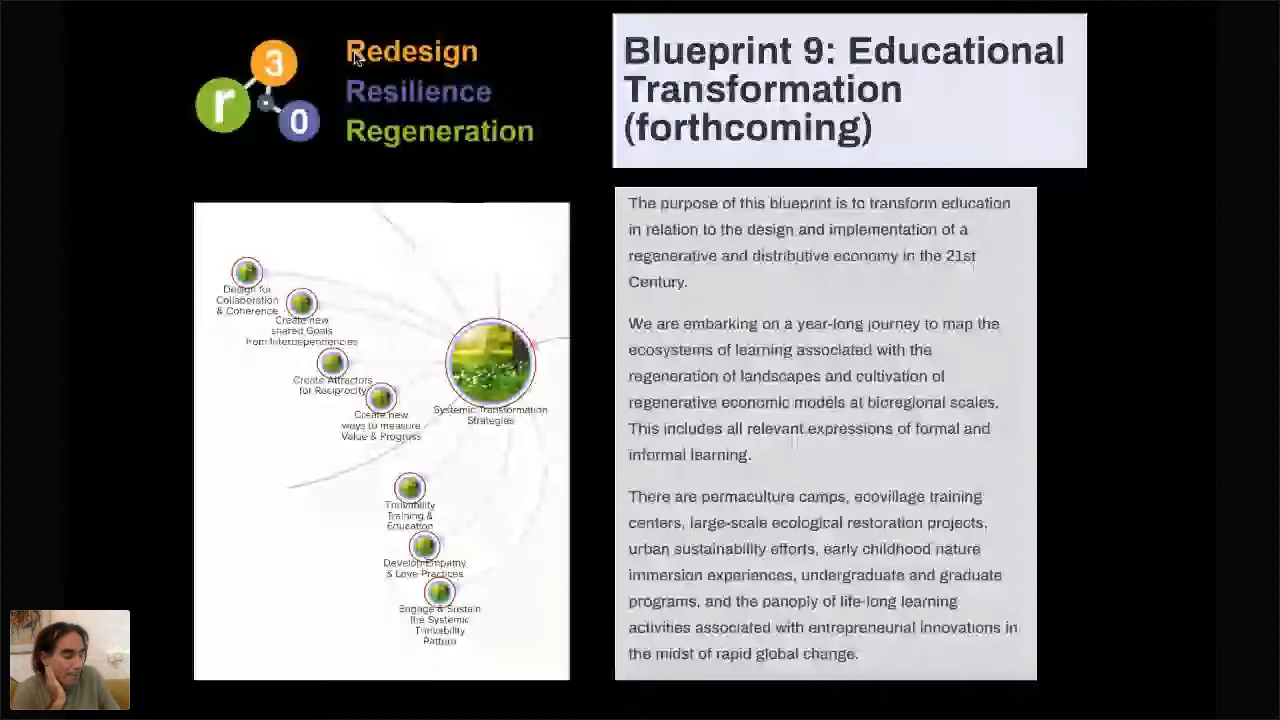 r
3
0
Redesign
Resilience
Regeneration
Blueprint 9: Educational
Transformation
(forthcoming)
Design for
Collaboration
& Coherence
Create new
shared Goals
from Interdependencies
Create Attractors
for Reciprocity
Create new
ways to measure
Value & Progress
Systemic Transformation
Strategies
Thrivability
Training &
Education
Develop Empathy
& Love Practices
Engage & Sustain
the Systemic
Thrivability
Pattern
The purpose of this blueprint is to transform education
in relation to the design and implementation of a
regenerative and distributive economy in the 21st
Century.
We are embarking on a year-long journey to map the
ecosystems of learning associated with the
regeneration of landscapes and cultivation of
regenerative economic models at bioregional scales.
This includes all relevant expressions of formal and
informal learning.
There are permaculture camps, ecovillage training
centers, large-scale ecological restoration projects,
urban sustainability efforts, early childhood nature
immersion experiences, undergraduate and graduate
programs, and the panoply of life-long learning
activities associated with entrepreneurial innovations in
the midst of rapid global change.